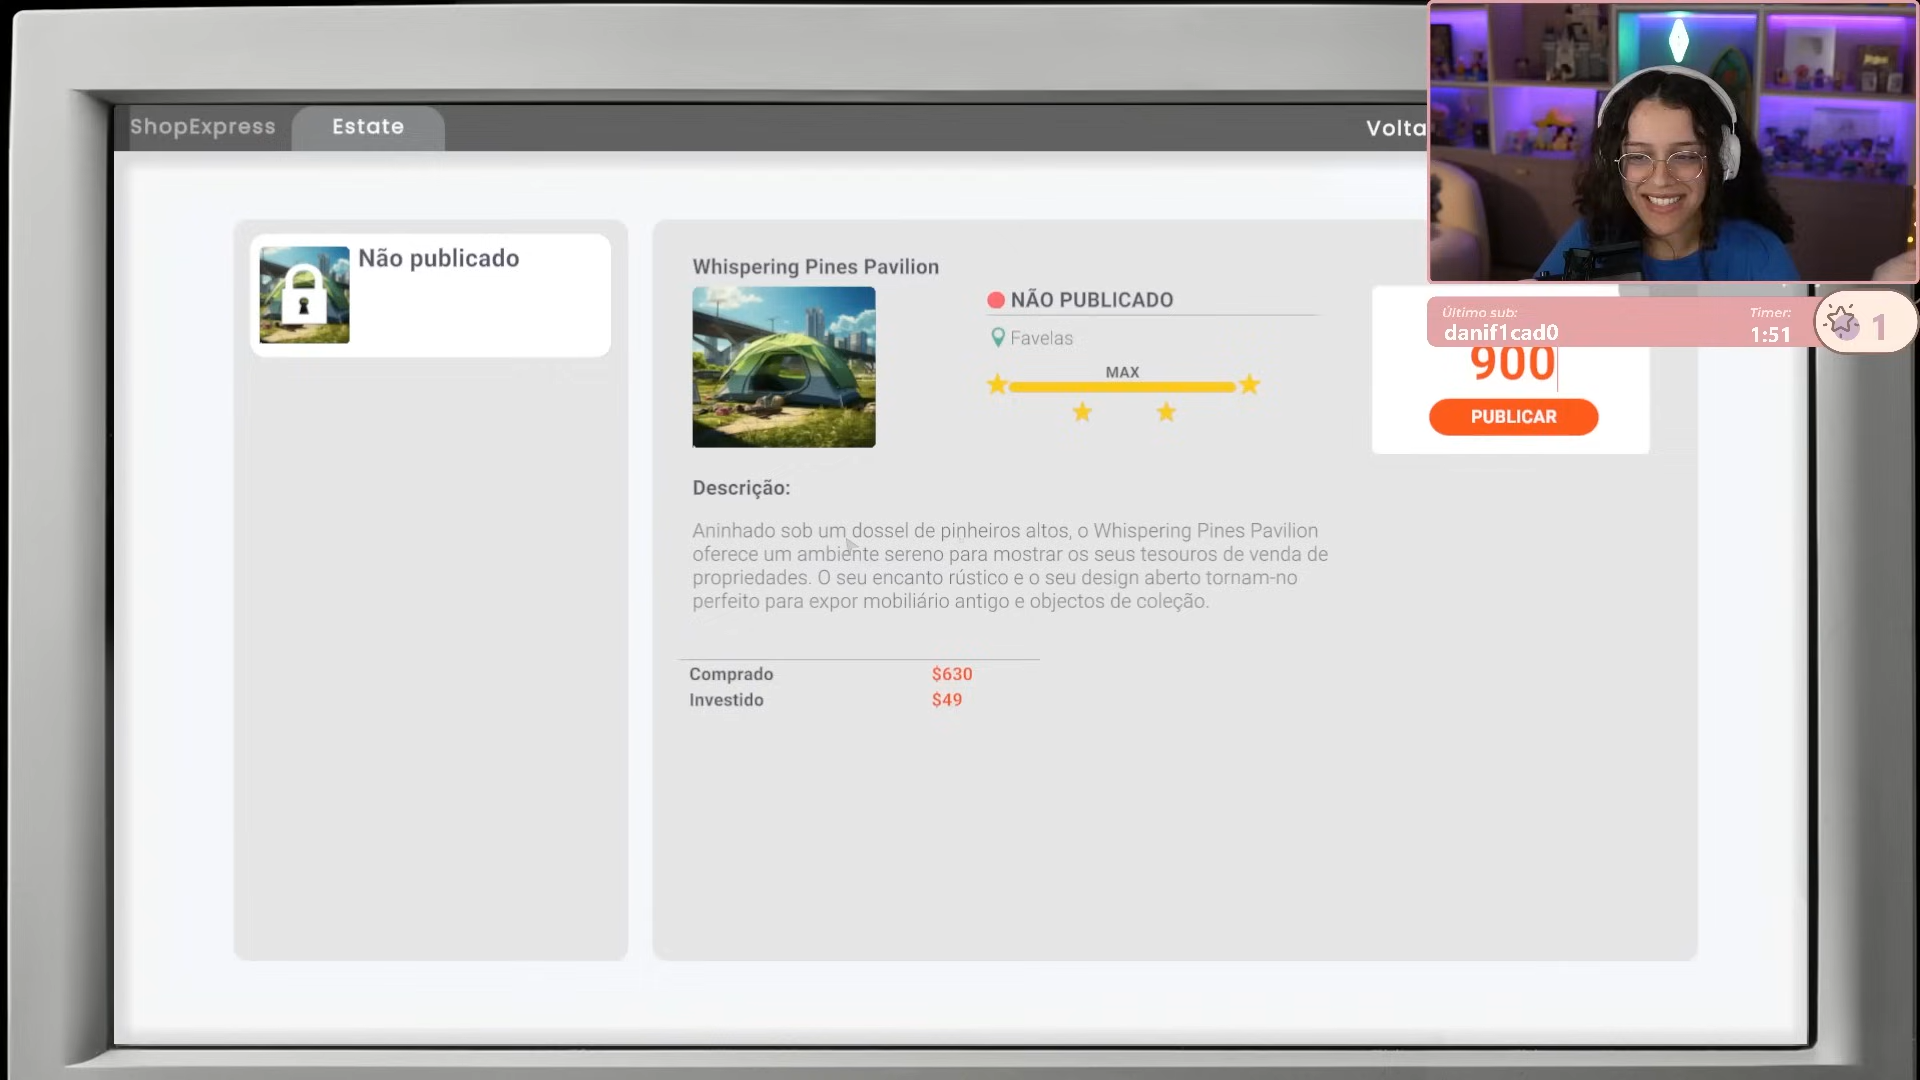 ShopExpress
Estate
Volta
Não publicado
Whispering Pines Pavilion
NÃO PUBLICADO
Favelas
MAX
Último sub:
danif1cad0
Timer:
1:51
1
900
PUBLICAR
Descrição:
Aninhado sob um dossel de pinheiros altos, o Whispering Pines Pavilion
oferece um ambiente sereno para mostrar os seus tesouros de venda de
propriedades. O seu encanto rústico e o seu design aberto tornam-no
perfeito para expor mobiliário antigo e objectos de coleção.
Comprado $630
Investido $49